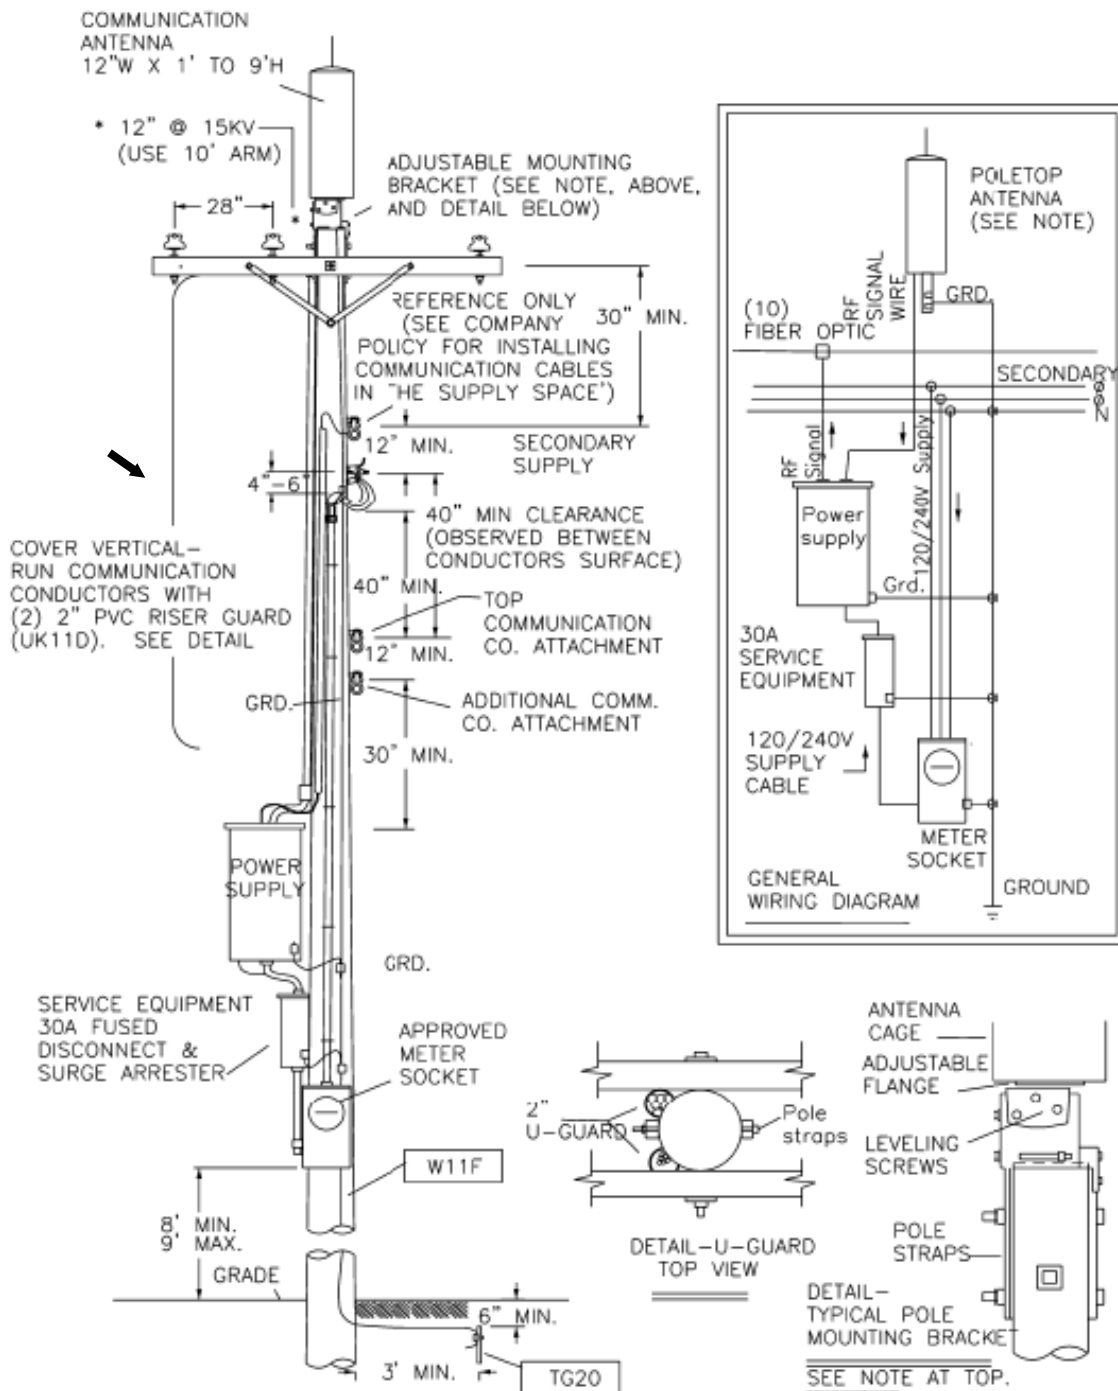 COMMUNICATION
ANTENNA
12"W X 1' TO 9'H
* 12" @ 15KV
(USE 10' ARM)
28"
*
ADJUSTABLE MOUNTING
BRACKET (SEE NOTE, ABOVE,
AND DETAIL BELOW)
REFERENCE ONLY
(SEE COMPANY
POLICY FOR INSTALLING
COMMUNICATION CABLES
IN THE SUPPLY SPACE')
30" MIN.
12" MIN.
SECONDARY
SUPPLY
4"-6"
40" MIN CLEARANCE
(OBSERVED BETWEEN
CONDUCTORS SURFACE)
COVER VERTICAL-
RUN COMMUNICATION
CONDUCTORS WITH
(2) 2" PVC RISER GUARD
(UK11D). SEE DETAIL
40" MIN.
TOP
COMMUNICATION
CO. ATTACHMENT
12" MIN.
GRD.
ADDITIONAL COMM.
CO. ATTACHMENT
30" MIN.
POWER
SUPPLY
GRD.
SERVICE EQUIPMENT
30A FUSED
DISCONNECT &
SURGE ARRESTER
APPROVED
METER
SOCKET
W11F
8' MIN.
9' MAX.
GRADE
6" MIN.
3' MIN.
TG20
POLETOP
ANTENNA
(SEE NOTE)
RF
SIGNAL
WIRE
GRD.
(10)
FIBER OPTIC
SECONDARY
N
RF
Signal
120/240V Supply
Power
supply
Grd.
30A
SERVICE
EQUIPMENT
120/240V
SUPPLY
CABLE
METER
SOCKET
GENERAL
WIRING DIAGRAM
GROUND
2"
U-GUARD
Pole
straps
DETAIL-U-GUARD
TOP VIEW
ANTENNA
CAGE
ADJUSTABLE
FLANGE
LEVELING
SCREWS
POLE
STRAPS
DETAIL-
TYPICAL POLE
MOUNTING BRACKET
SEE NOTE AT TOP.